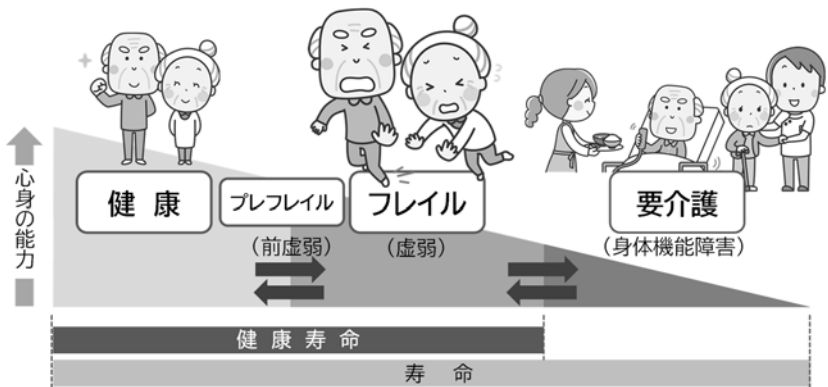 心身の能力
健康
プレフレイル
(前虚弱)
フレイル
(虚弱)
要介護
(身体機能障害)
健康寿命
寿命